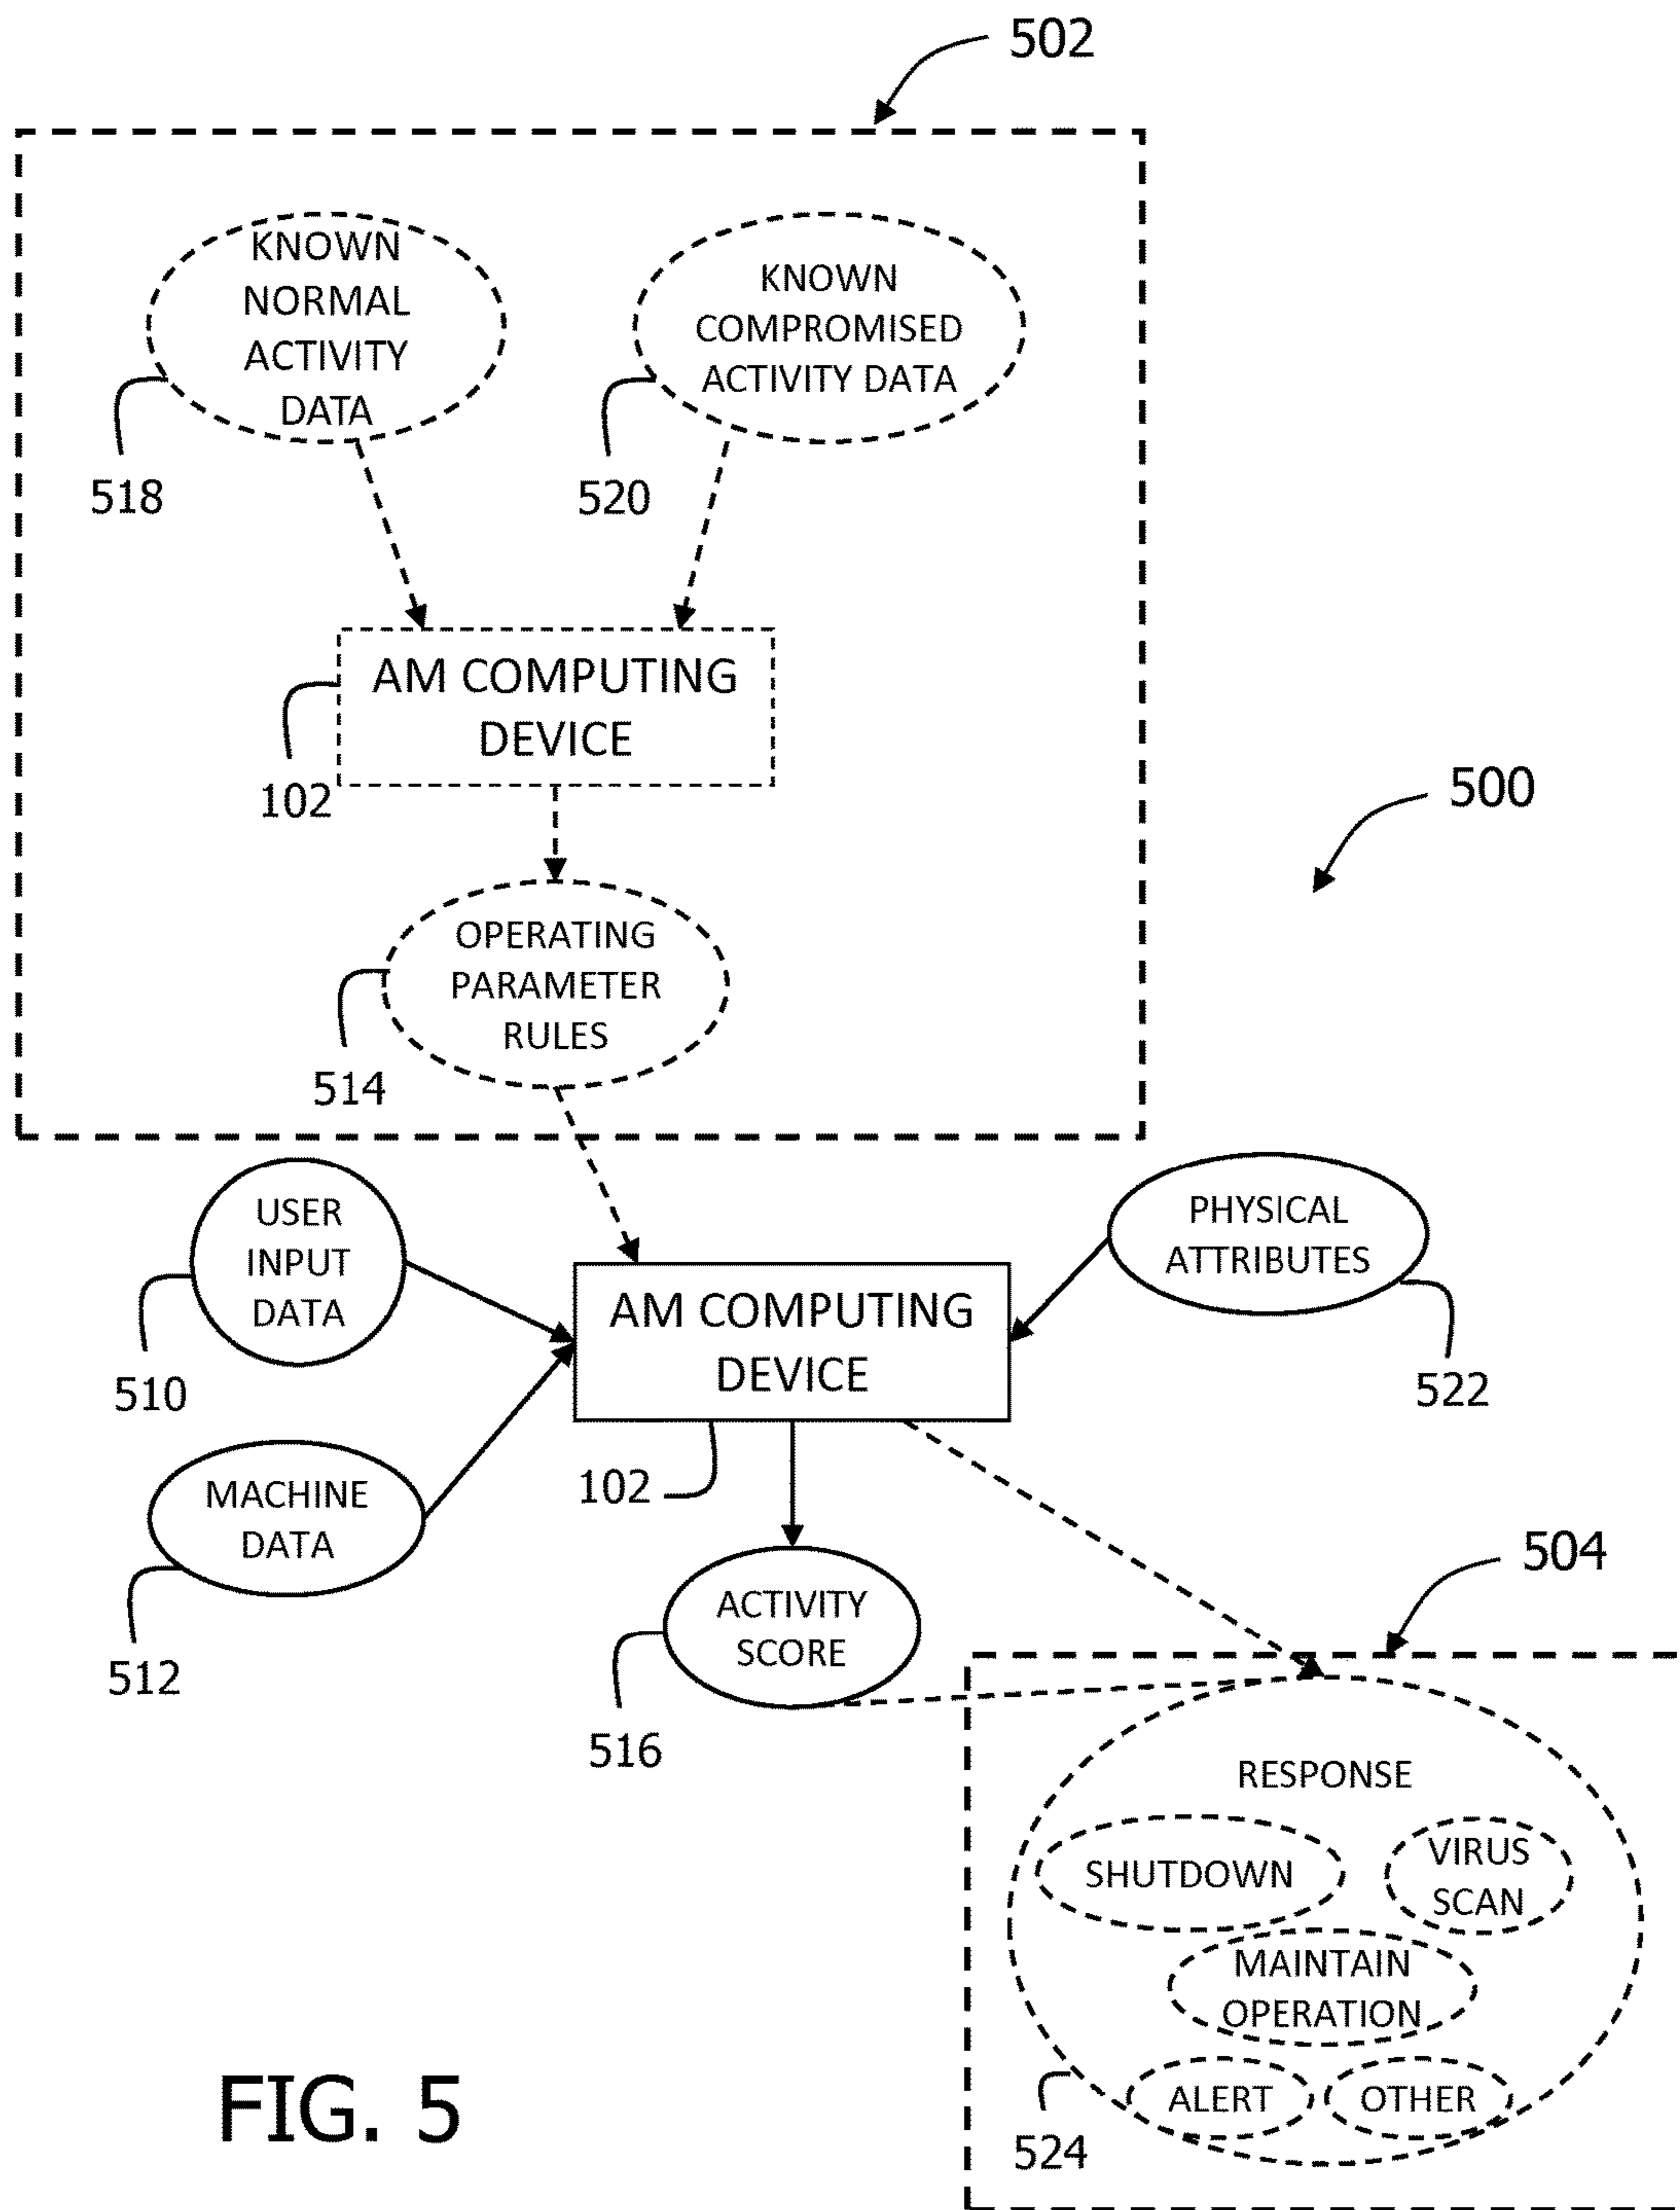 502
KNOWN
NORMAL
ACTIVITY
DATA
518
KNOWN
COMPROMISED
ACTIVITY DATA
520
AM COMPUTING
DEVICE
102
500
OPERATING
PARAMETER
RULES
514
USER
INPUT
DATA
510
PHYSICAL
ATTRIBUTES
522
AM COMPUTING
DEVICE
102
MACHINE
DATA
512
ACTIVITY
SCORE
516
504
RESPONSE
SHUTDOWN
VIRUS
SCAN
MAINTAIN
OPERATION
ALERT
OTHER
524
FIG. 5